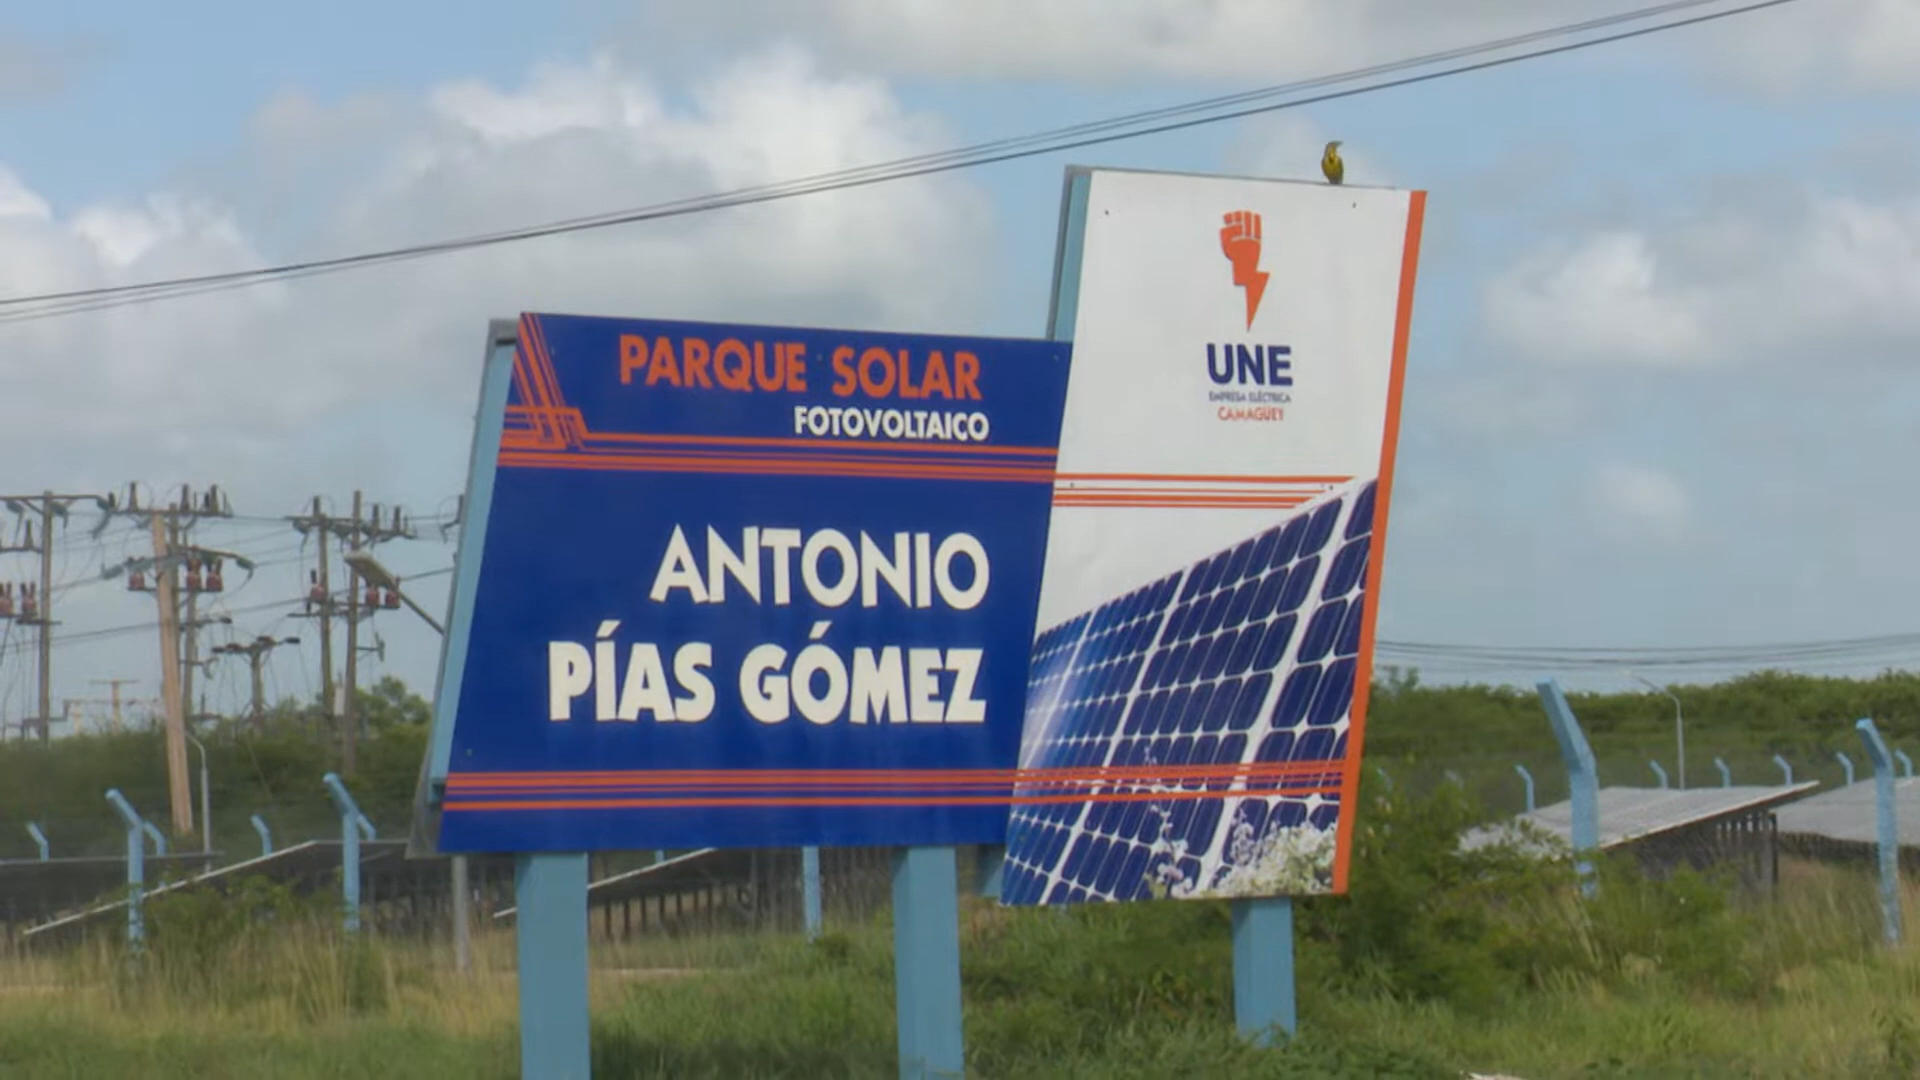 PARQUE SOLAR
FOTOVOLTAICO
ANTONIO
PÍAS GÓMEZ
UNE
EMPRESA ELÉCTRICA
CAMAGÜEY